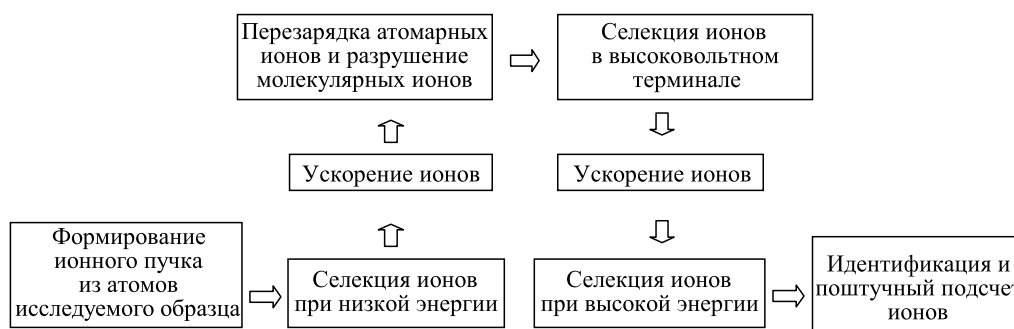 Перезарядка атомарных
ионов и разрушение
молекулярных ионов
Селекция ионов
в высоковольтном
терминале
Ускорение ионов
Ускорение ионов
Формирование
ионного пучка
из атомов
исследуемого образца
Селекция ионов
при низкой энергии
Селекция ионов
при высокой энергии
Идентификация и
поштучный подсчет
ионов